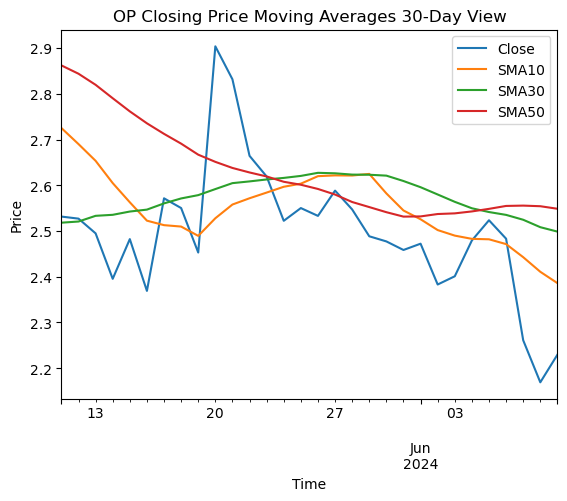 OP Closing Price Moving Averages 30-Day View
Close
SMA10
SMA30
SMA50
2.9
2.8
2.7
2.6
2.5
2.4
2.3
2.2
Price
13
20
27
03
Jun
2024
Time